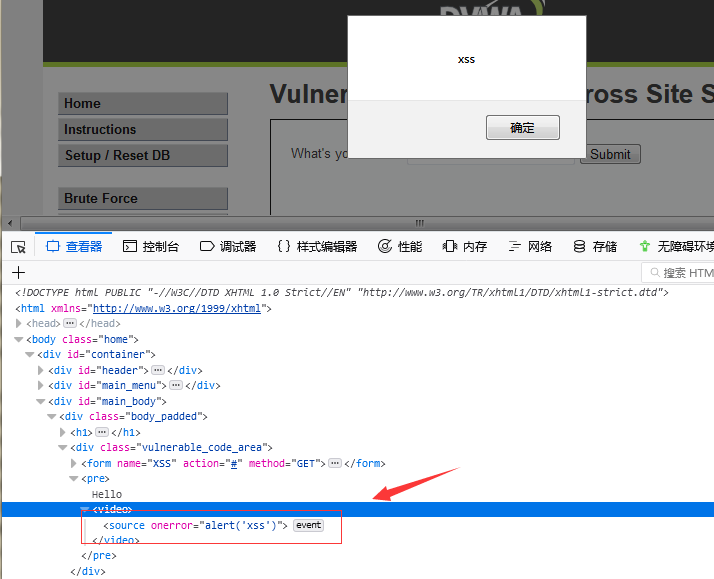 DVWA
xss
确定
Vulner
ross Site S
Home
Instructions
Setup / Reset DB
Brute Force
What's yo
Submit
查看器 控制台 调试器 {} 样式编辑器 性能 内存 网络 存储 无障碍环境
+ 搜索 HTM
<!DOCTYPE html PUBLIC "-//W3C//DTD XHTML 1.0 Strict//EN" "http://www.w3.org/TR/xhtml1/DTD/xhtml1-strict.dtd">
<html xmlns="http://www.w3.org/1999/xhtml">
<head>···</head>
<body class="home">
<div id="container">
<div id="header">···</div>
<div id="main_menu">···</div>
<div id="main_body">
<div class="body_padded">
<h1>···</h1>
<div class="vulnerable_code_area">
<form name="XSS" action="#" method="GET">···</form>
<pre>
Hello
<video>
<source onerror="alert('xss')"> event
</video>
</pre>
</div>